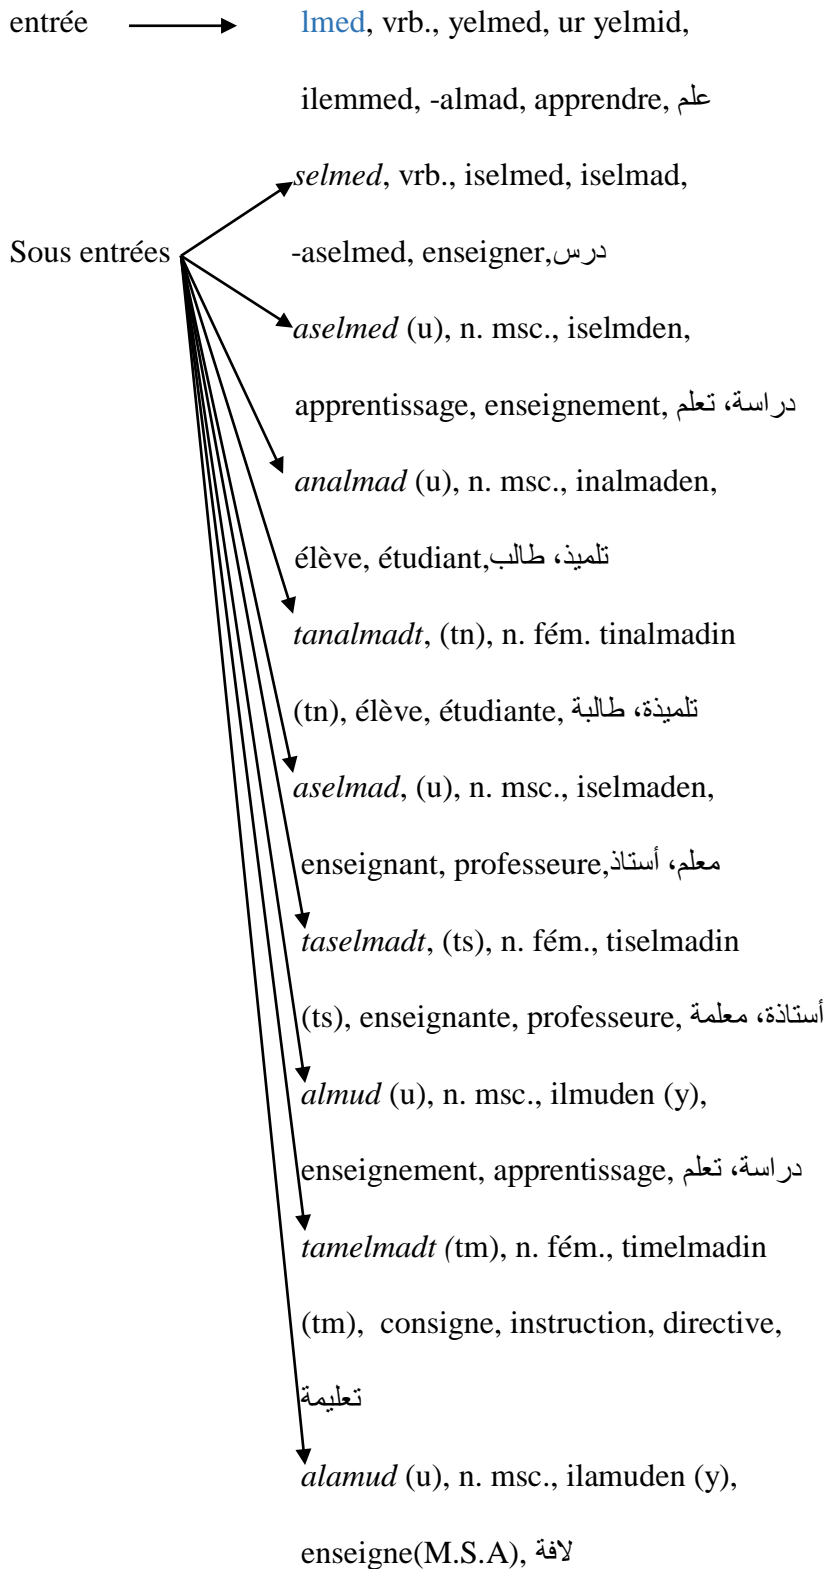 entrée lmed, vrb., yelmed, ur yelmid,
ilemmed, -almad, apprendre, علم
selmed, vrb., iselmed, iselmad,
Sous entrées -aselmed, enseigner,درس
aselmed (u), n. msc., iselmden,
apprentissage, enseignement, دراسة، تعلم
analmad (u), n. msc., inalmaden,
élève, étudiant,تلميذ، طالب
tanalmadt, (tn), n. fém. tinalmadin
(tn), élève, étudiante, تلميذة، طالبة
aselmad, (u), n. msc., iselmaden,
enseignant, professeure,معلم، أستاذ
taselmadt, (ts), n. fém., tiselmadin
(ts), enseignante, professeure, أستاذة، معلمة
almud (u), n. msc., ilmuden (y),
enseignement, apprentissage, دراسة، تعلم
tamelmadt (tm), n. fém., timelmadin
(tm), consigne, instruction, directive,
تعليمة
alamud (u), n. msc., ilamuden (y),
enseigne(M.S.A), لافة